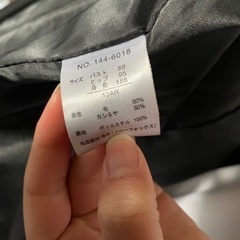 NO. 144-6018
サイズ バスト 89
ヒップ 95
身長 158
13AR
表地 毛 50%
カシミヤ 50%
裏地 ポリエステル 100%